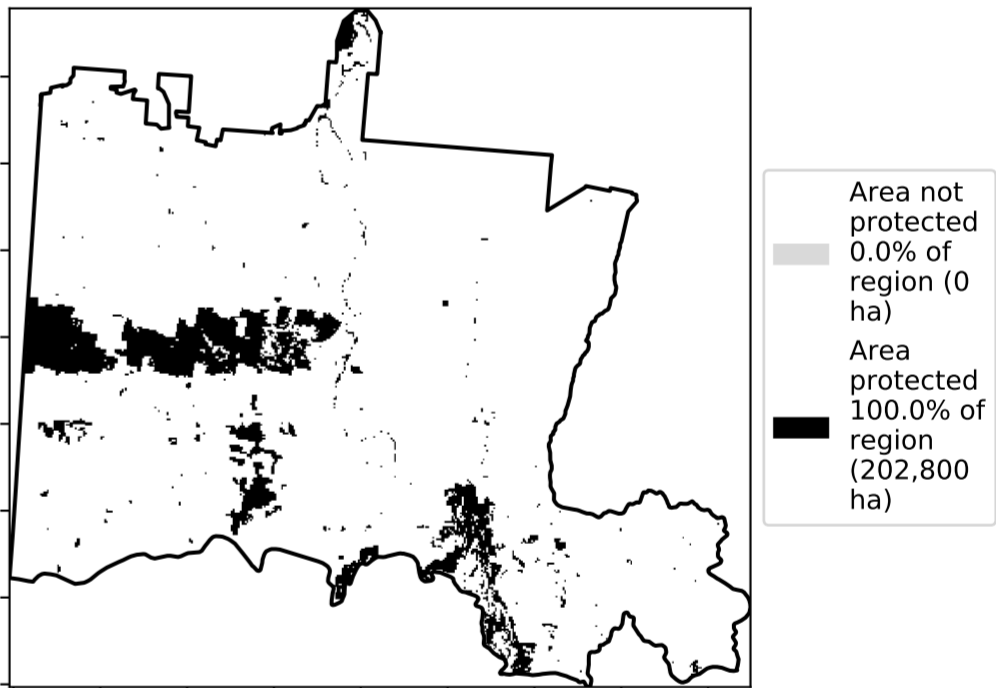 Area not
protected
0.0% of
region (0
ha)
Area
protected
100.0% of
region
(202,800
ha)